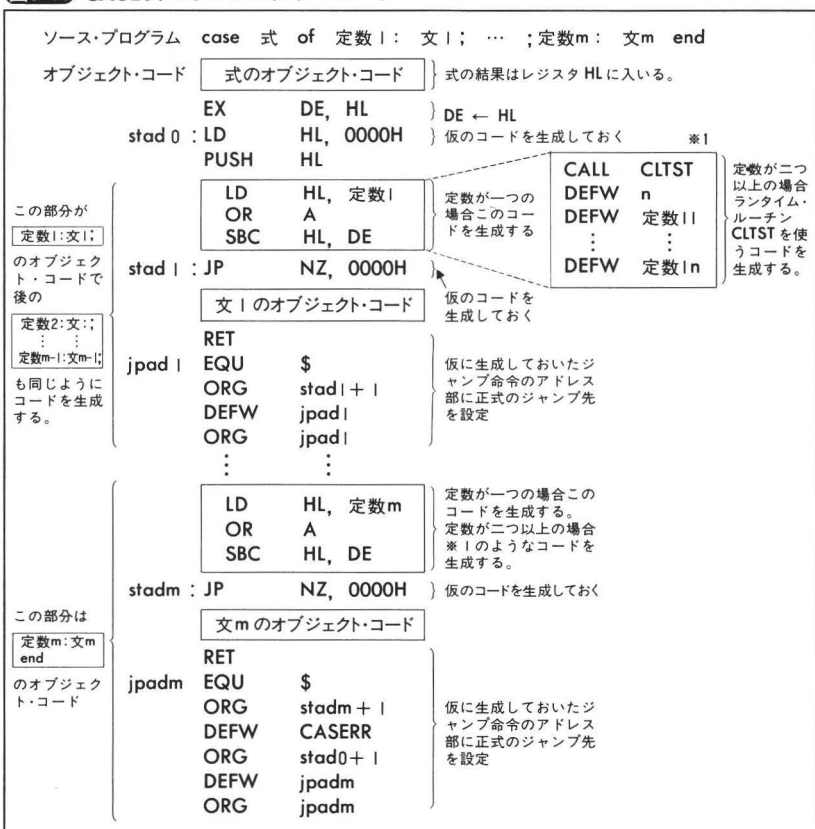 ソース・プログラム case 式 of 定数1: 文1; … ;定数m: 文m end
オブジェクト・コード 式のオブジェクト・コード 式の結果はレジスタHLに入いる。
EX DE, HL DE ← HL
stad 0 : LD HL, 0000H 仮のコードを生成しておく ※1
PUSH HL
LD HL, 定数1
OR A
SBC HL, DE
定数が一つの
場合このコー
ドを生成する
CALL CLTST
DEFW n
DEFW 定数11
⋮ ⋮
DEFW 定数1n
定数が二つ
以上の場合
ランタイム・
ルーチン
CLTSTを使
うコードを
生成する。
この部分が
定数1:文1;
のオブジェク
ト・コードで
後の
定数2:文:;
⋮ ⋮
定数m-1:文m-1;
も同じように
コードを生成
する。
stad 1 : JP NZ, 0000H
仮のコードを
生成しておく
文1のオブジェクト・コード
RET
jpad 1 EQU $
ORG stad1+1
DEFW jpad1
ORG jpad1
仮に生成しておいたジ
ャンプ命令のアドレス
部に正式のジャンプ先
を設定
⋮ ⋮
LD HL, 定数m
OR A
SBC HL, DE
定数が一つの場合この
コードを生成する。
定数が二つ以上の場合
※1のようなコードを
生成する。
stadm : JP NZ, 0000H 仮のコードを生成しておく
この部分は
定数m:文m
end
のオブジェク
ト・コード
文mのオブジェクト・コード
RET
jpadm EQU $
ORG stadm+1
DEFW CASERR
ORG stad0+1
DEFW jpadm
ORG jpadm
仮に生成しておいたジ
ャンプ命令のアドレス
部に正式のジャンプ先
を設定